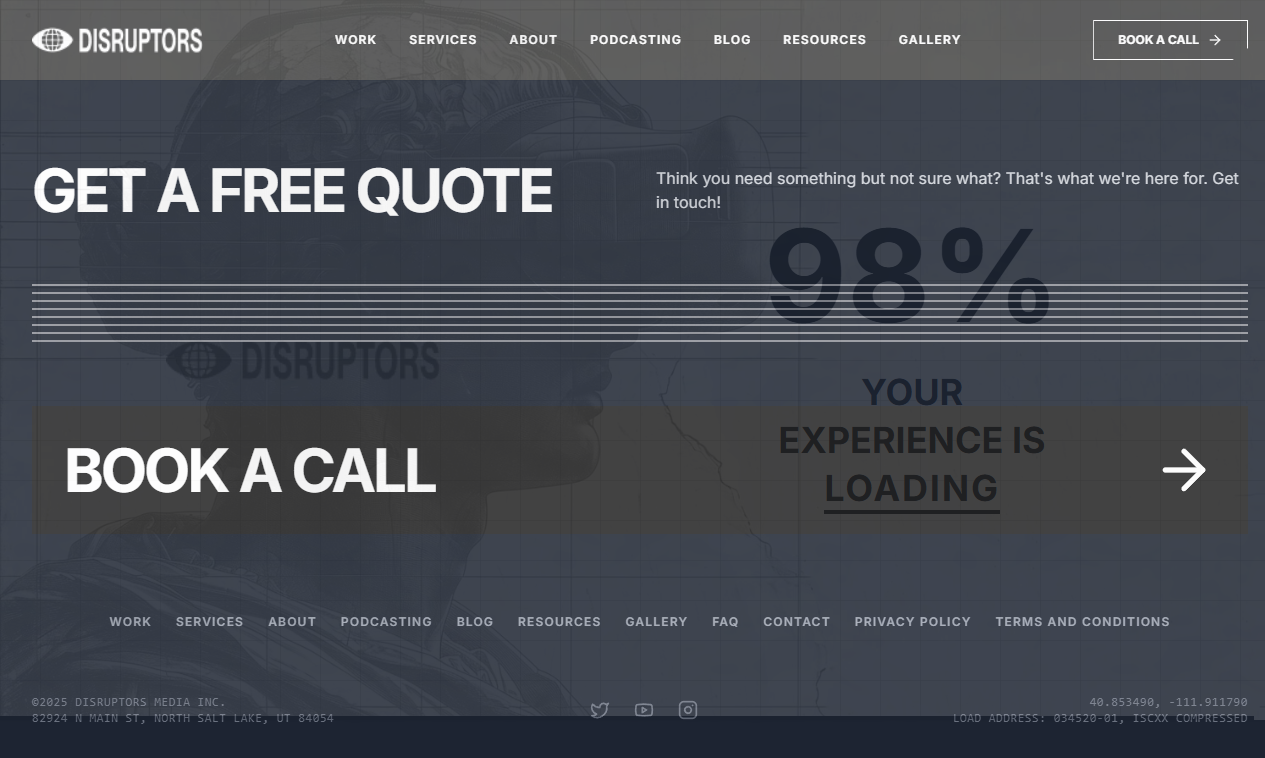 DISRUPTORS
WORK SERVICES ABOUT PODCASTING BLOG RESOURCES GALLERY
BOOK A CALL
GET A FREE QUOTE
Think you need something but not sure what? That's what we're here for. Get
in touch!
98%
DISRUPTORS
YOUR
EXPERIENCE IS
LOADING
BOOK A CALL
WORK SERVICES ABOUT PODCASTING BLOG RESOURCES GALLERY FAQ CONTACT PRIVACY POLICY TERMS AND CONDITIONS
©2025 DISRUPTORS MEDIA INC.
82924 N MAIN ST, NORTH SALT LAKE, UT 84054
40.853490, -111.911790
LOAD ADDRESS: 034520-01, ISCXX COMPRESSED